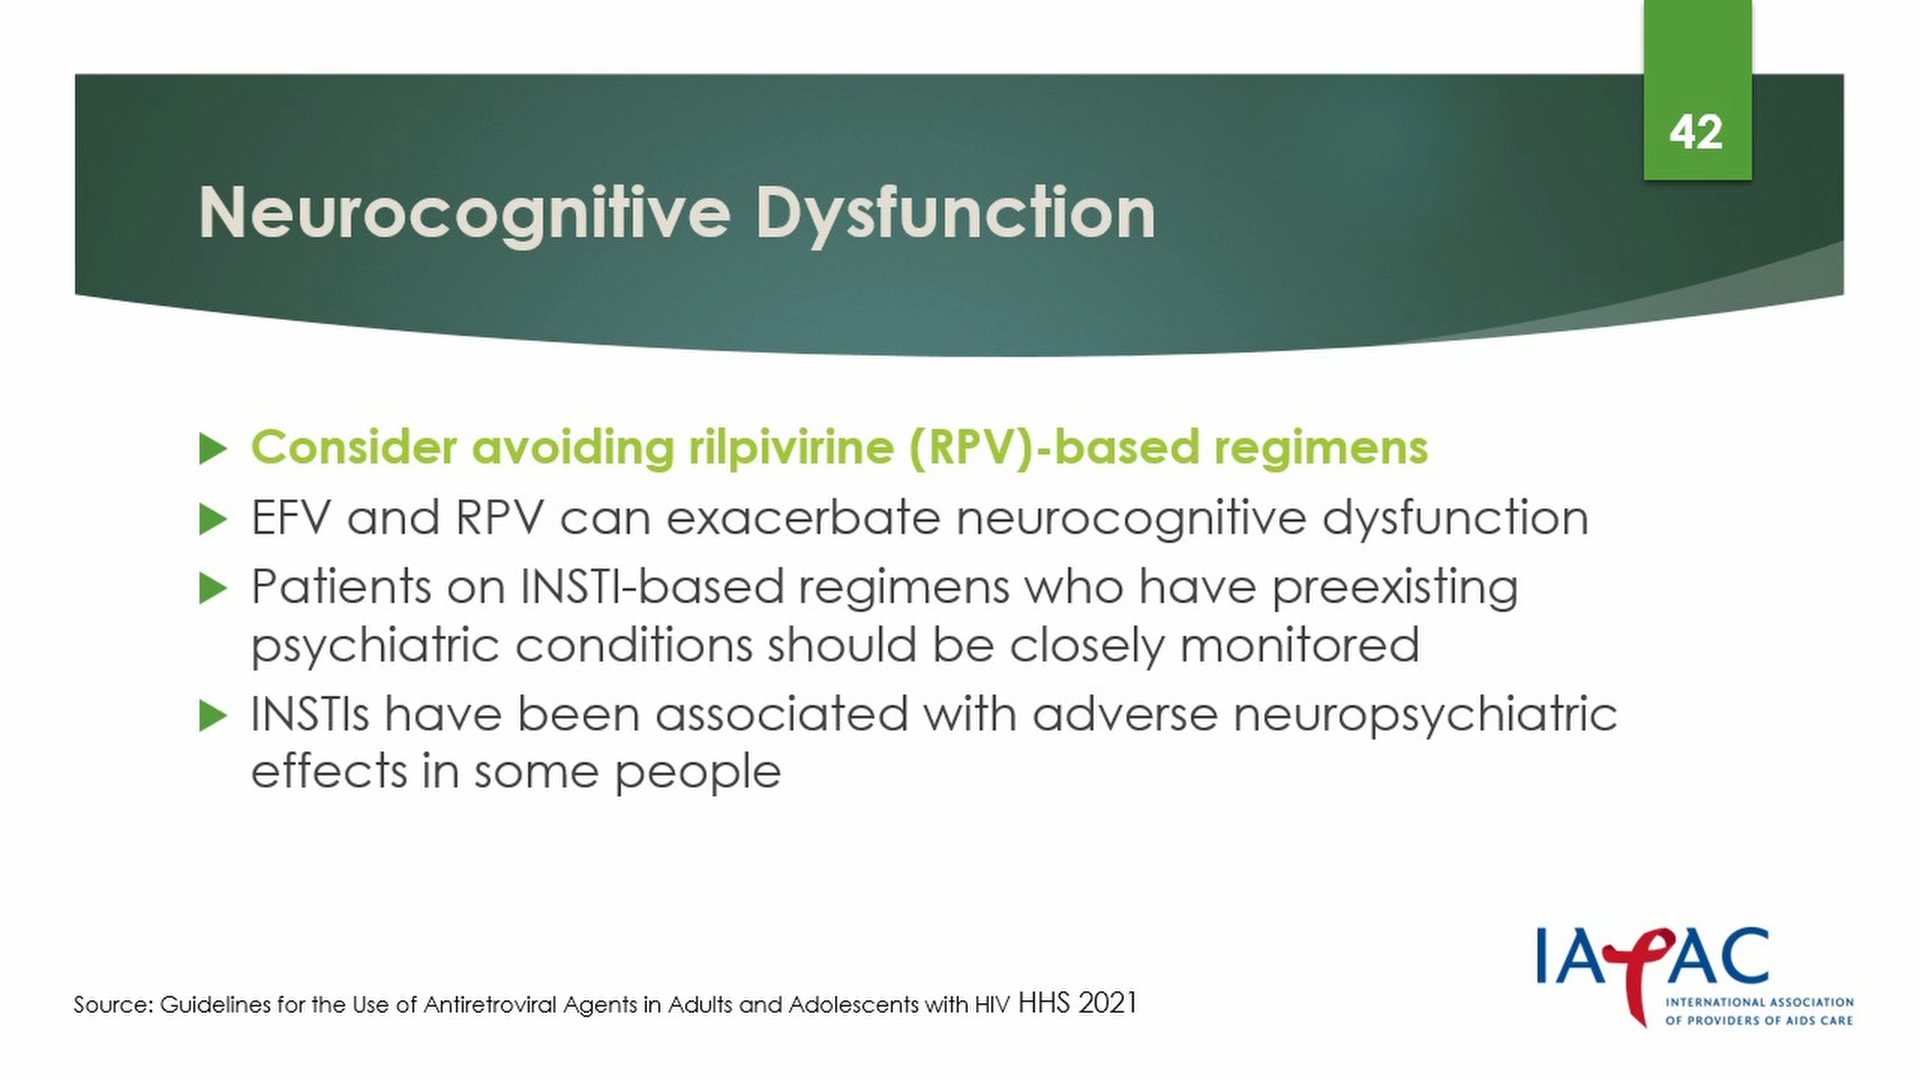 42
Neurocognitive Dysfunction
Consider avoiding rilpivirine (RPV)-based regimens
EFV and RPV can exacerbate neurocognitive dysfunction
Patients on INSTI-based regimens who have preexisting
psychiatric conditions should be closely monitored
INSTIs have been associated with adverse neuropsychiatric
effects in some people
Source: Guidelines for the Use of Antiretroviral Agents in Adults and Adolescents with HIV HHS 2021
IAPAC
INTERNATIONAL ASSOCIATION
OF PROVIDERS OF AIDS CARE